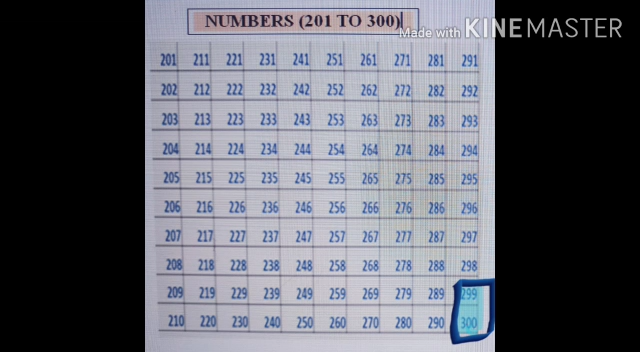 NUMBERS (201 TO 300)
Made with KINEMASTER
201 211 221 231 241 251 261 271 281 291
202 212 222 232 242 252 262 272 282 292
203 213 223 233 243 253 263 273 283 293
204 214 224 234 244 254 264 274 284 294
205 215 225 235 245 255 265 275 285 295
206 216 226 236 246 256 266 276 286 296
207 217 227 237 247 257 267 277 287 297
208 218 228 238 248 258 268 278 288 298
209 219 229 239 249 259 269 279 289 299
210 220 230 240 250 260 270 280 290 300